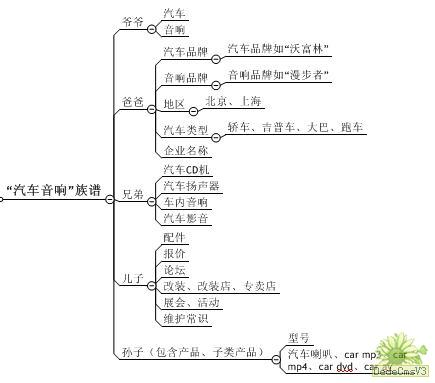 "汽车音响"族谱
爷爷
汽车
音响
爸爸
汽车品牌
汽车品牌如"沃富林"
音响品牌
音响品牌如"漫步者"
地区
北京、上海
汽车类型
轿车、吉普车、大巴、跑车
企业名称
兄弟
汽车CD机
汽车扬声器
车内音响
汽车影音
儿子
配件
报价
论坛
改装、改装店、专卖店
展会、活动
维护常识
孙子（包含产品、子类产品）
型号
汽车喇叭、car mp3、car
mp4、car dvd、car
DedeCmsV3